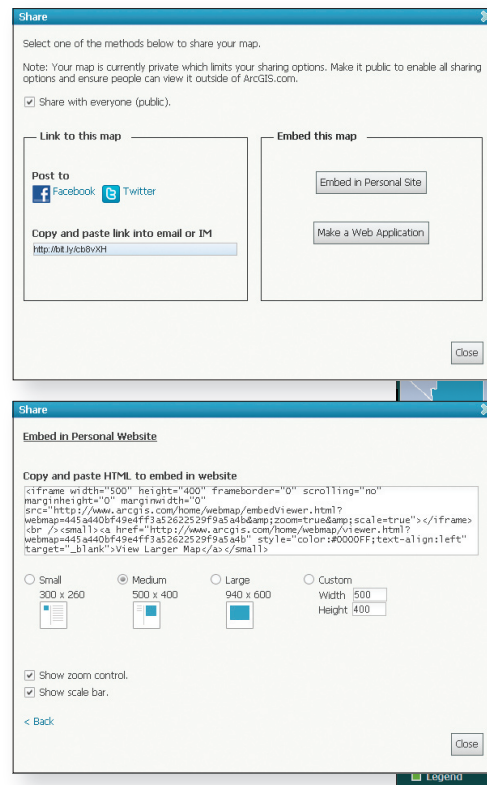 Share
Select one of the methods below to share your map.
Note: Your map is currently private which limits your sharing options. Make it public to enable all sharing
options and ensure people can view it outside of ArcGIS.com.
Share with everyone (public).
Link to this map
Post to
Facebook Twitter
Copy and paste link into email or IM
http://bit.ly/cb8vXH
Embed this map
Embed in Personal Site
Make a Web Application
Close
Share
Embed in Personal Website
Copy and paste HTML to embed in website
<iframe width="500" height="400" frameborder="0" scrolling="no"
marginheight="0" marginwidth="0"
src="http://www.arcgis.com/home/webmap/embedViewer.html?
webmap=445a440bf49e4ff3a52622529f9a5a4b&amp;zoom=true&amp;scale=true"></iframe>
<br /><small><a href="http://www.arcgis.com/home/webmap/viewer.html?
webmap=445a440bf49e4ff3a52622529f9a5a4b" style="color:#0000FF;text-align:left"
target="_blank">View Larger Map</a></small>
Small Medium Large Custom
300 x 260 500 x 400 940 x 600 Width 500
Height 400
Show zoom control.
Show scale bar.
< Back
Close
Legend